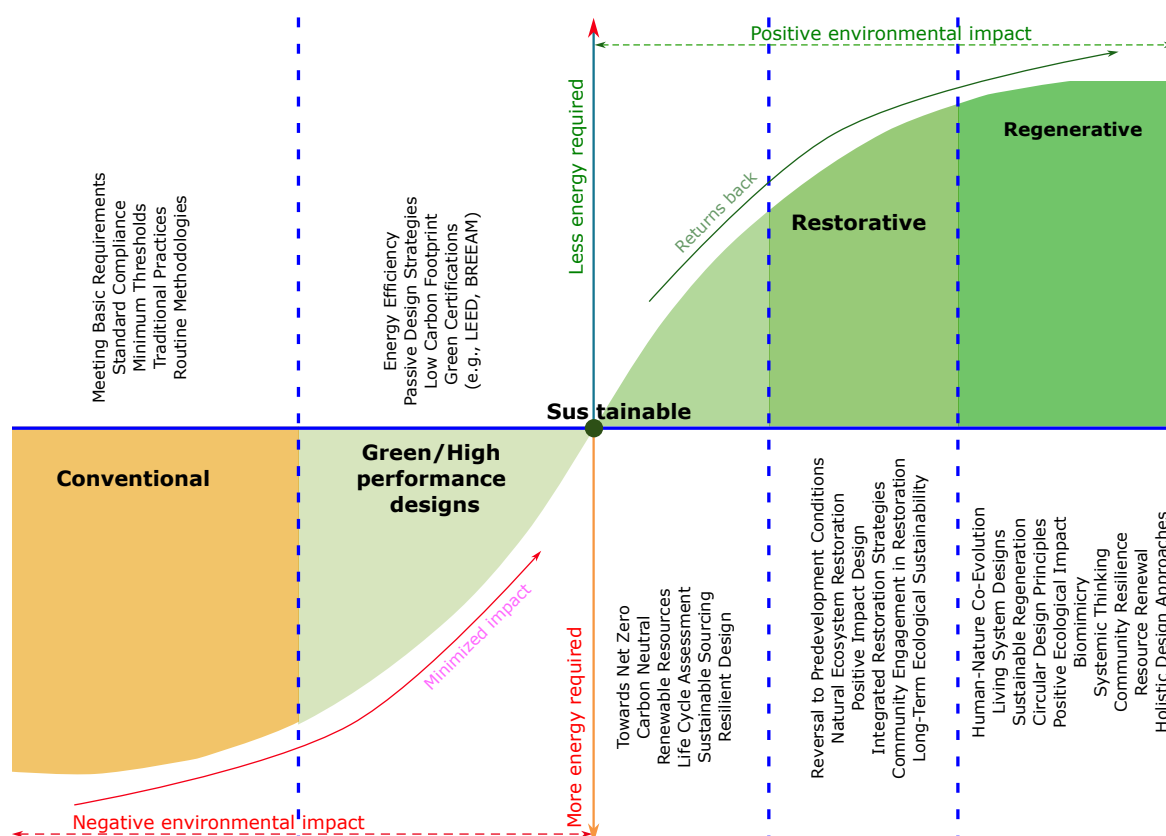 Positive environmental impact
Less energy required
Returns back
Regenerative
Restorative
Meeting Basic Requirements
Standard Compliance
Minimum Thresholds
Traditional Practices
Routine Methodologies
Energy Efficiency
Passive Design Strategies
Low Carbon Footprint
Green Certifications
(e.g., LEED, BREEAM)
Sus tainable
Conventional
Green/High
performance
designs
Minimized impact
More energy required
Negative environmental impact
Towards Net Zero
Carbon Neutral
Renewable Resources
Life Cycle Assessment
Sustainable Sourcing
Resilient Design
Reversal to Predevelopment Conditions
Natural Ecosystem Restoration
Positive Impact Design
Integrated Restoration Strategies
Community Engagement in Restoration
Long-Term Ecological Sustainability
Human-Nature Co-Evolution
Living System Designs
Sustainable Regeneration
Circular Design Principles
Positive Ecological Impact
Biomimicry
Systemic Thinking
Community Resilience
Resource Renewal
Holistic Design Approaches